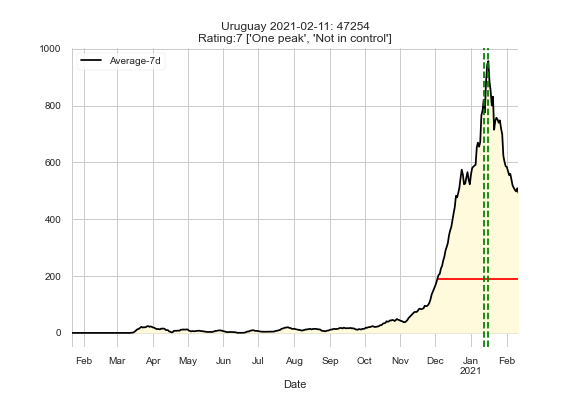 Uruguay 2021-02-11: 47254
Rating:7 ['One peak', 'Not in control']
Average-7d
1000
800
600
400
200
0
Feb Mar Apr May Jun Jul Aug Sep Oct Nov Dec Jan Feb
2021
Date